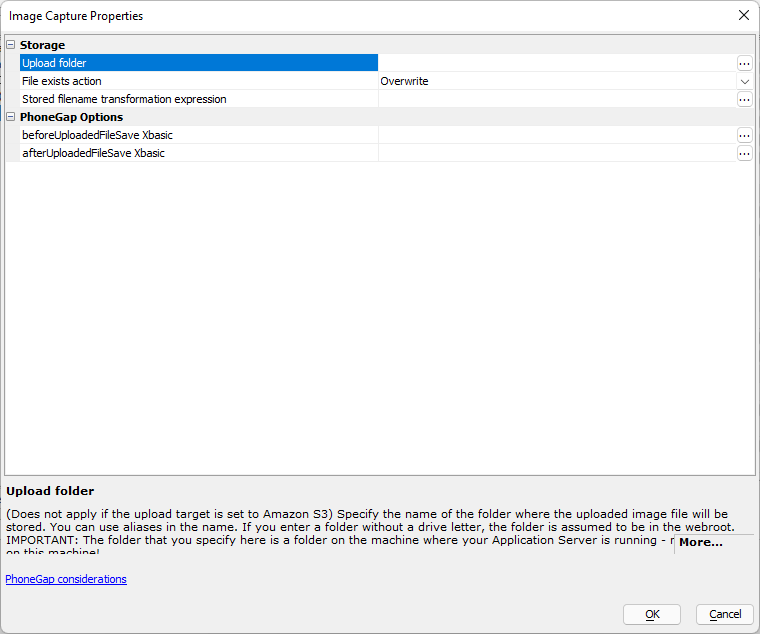 Image Capture Properties
Storage
Upload folder
File exists action Overwrite
Stored filename transformation expression
PhoneGap Options
beforeUploadedFileSave Xbasic
afterUploadedFileSave Xbasic
Upload folder
(Does not apply if the upload target is set to Amazon S3) Specify the name of the folder where the uploaded image file will be
stored. You can use aliases in the name. If you enter a folder without a drive letter, the folder is assumed to be in the webroot.
IMPORTANT: The folder that you specify here is a folder on the machine where your Application Server is running - More...
on this machine!
PhoneGap considerations
OK Cancel